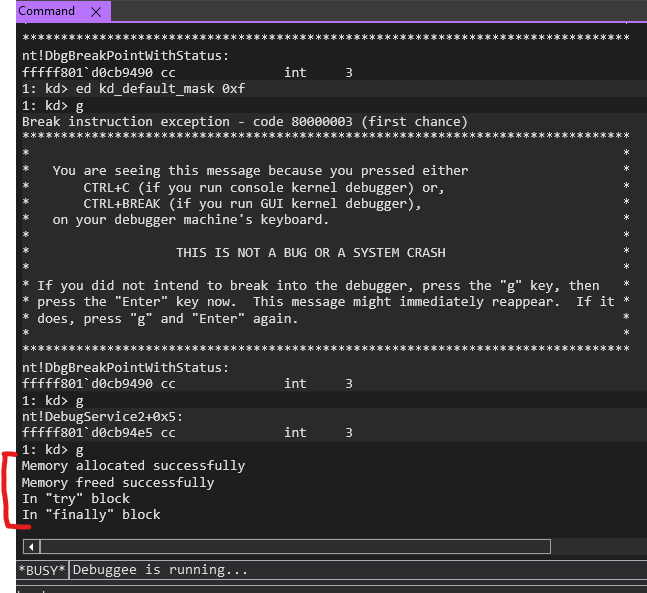 Command ×
*******************************************************************************
nt!DbgBreakPointWithStatus:
fffff801`d0cb9490 cc              int     3
1: kd> ed kd_default_mask 0xf
1: kd> g
Break instruction exception - code 80000003 (first chance)
*******************************************************************************
*                                                                             *
*   You are seeing this message because you pressed either                    *
*       CTRL+C (if you run console kernel debugger) or,                       *
*       CTRL+BREAK (if you run GUI kernel debugger),                          *
*   on your debugger machine's keyboard.                                      *
*                                                                             *
*                   THIS IS NOT A BUG OR A SYSTEM CRASH                       *
*                                                                             *
* If you did not intend to break into the debugger, press the "g" key, then   *
* press the "Enter" key now.  This message might immediately reappear.  If it *
* does, press "g" and "Enter" again.                                          *
*                                                                             *
*******************************************************************************
nt!DbgBreakPointWithStatus:
fffff801`d0cb9490 cc              int     3
1: kd> g
nt!DebugService2+0x5:
fffff801`d0cb94e5 cc              int     3
1: kd> g
Memory allocated successfully
Memory freed successfully
In "try" block
In "finally" block
*BUSY* Debuggee is running...